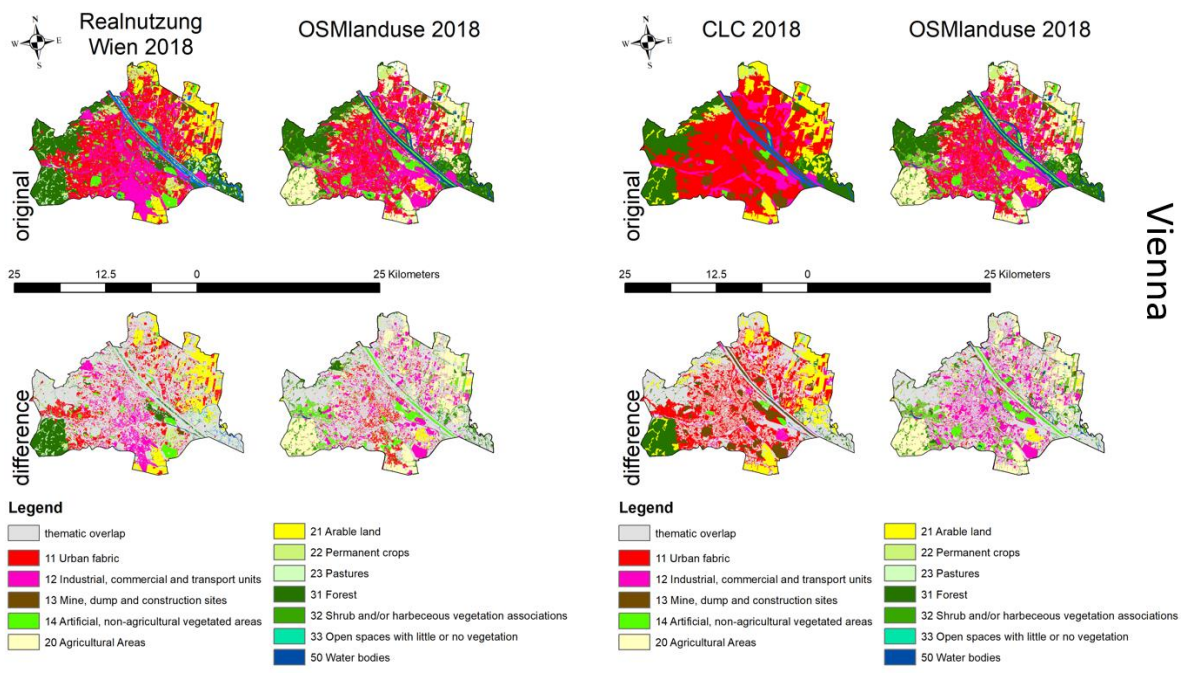 Realnutzung
Wien 2018
OSMlanduse 2018
CLC 2018
OSMlanduse 2018
N
W E
S
N
W E
S
original
original
Vienna
25 12.5 0 25 Kilometers
25 12.5 0 25 Kilometers
difference
difference
Legend
thematic overlap
11 Urban fabric
12 Industrial, commercial and transport units
13 Mine, dump and construction sites
14 Artificial, non-agricultural vegetated areas
20 Agricultural Areas
21 Arable land
22 Permanent crops
23 Pastures
31 Forest
32 Shrub and/or harbeceous vegetation associations
33 Open spaces with little or no vegetation
50 Water bodies
Legend
thematic overlap
11 Urban fabric
12 Industrial, commercial and transport units
13 Mine, dump and construction sites
14 Artificial, non-agricultural vegetated areas
20 Agricultural Areas
21 Arable land
22 Permanent crops
23 Pastures
31 Forest
32 Shrub and/or harbeceous vegetation associations
33 Open spaces with little or no vegetation
50 Water bodies